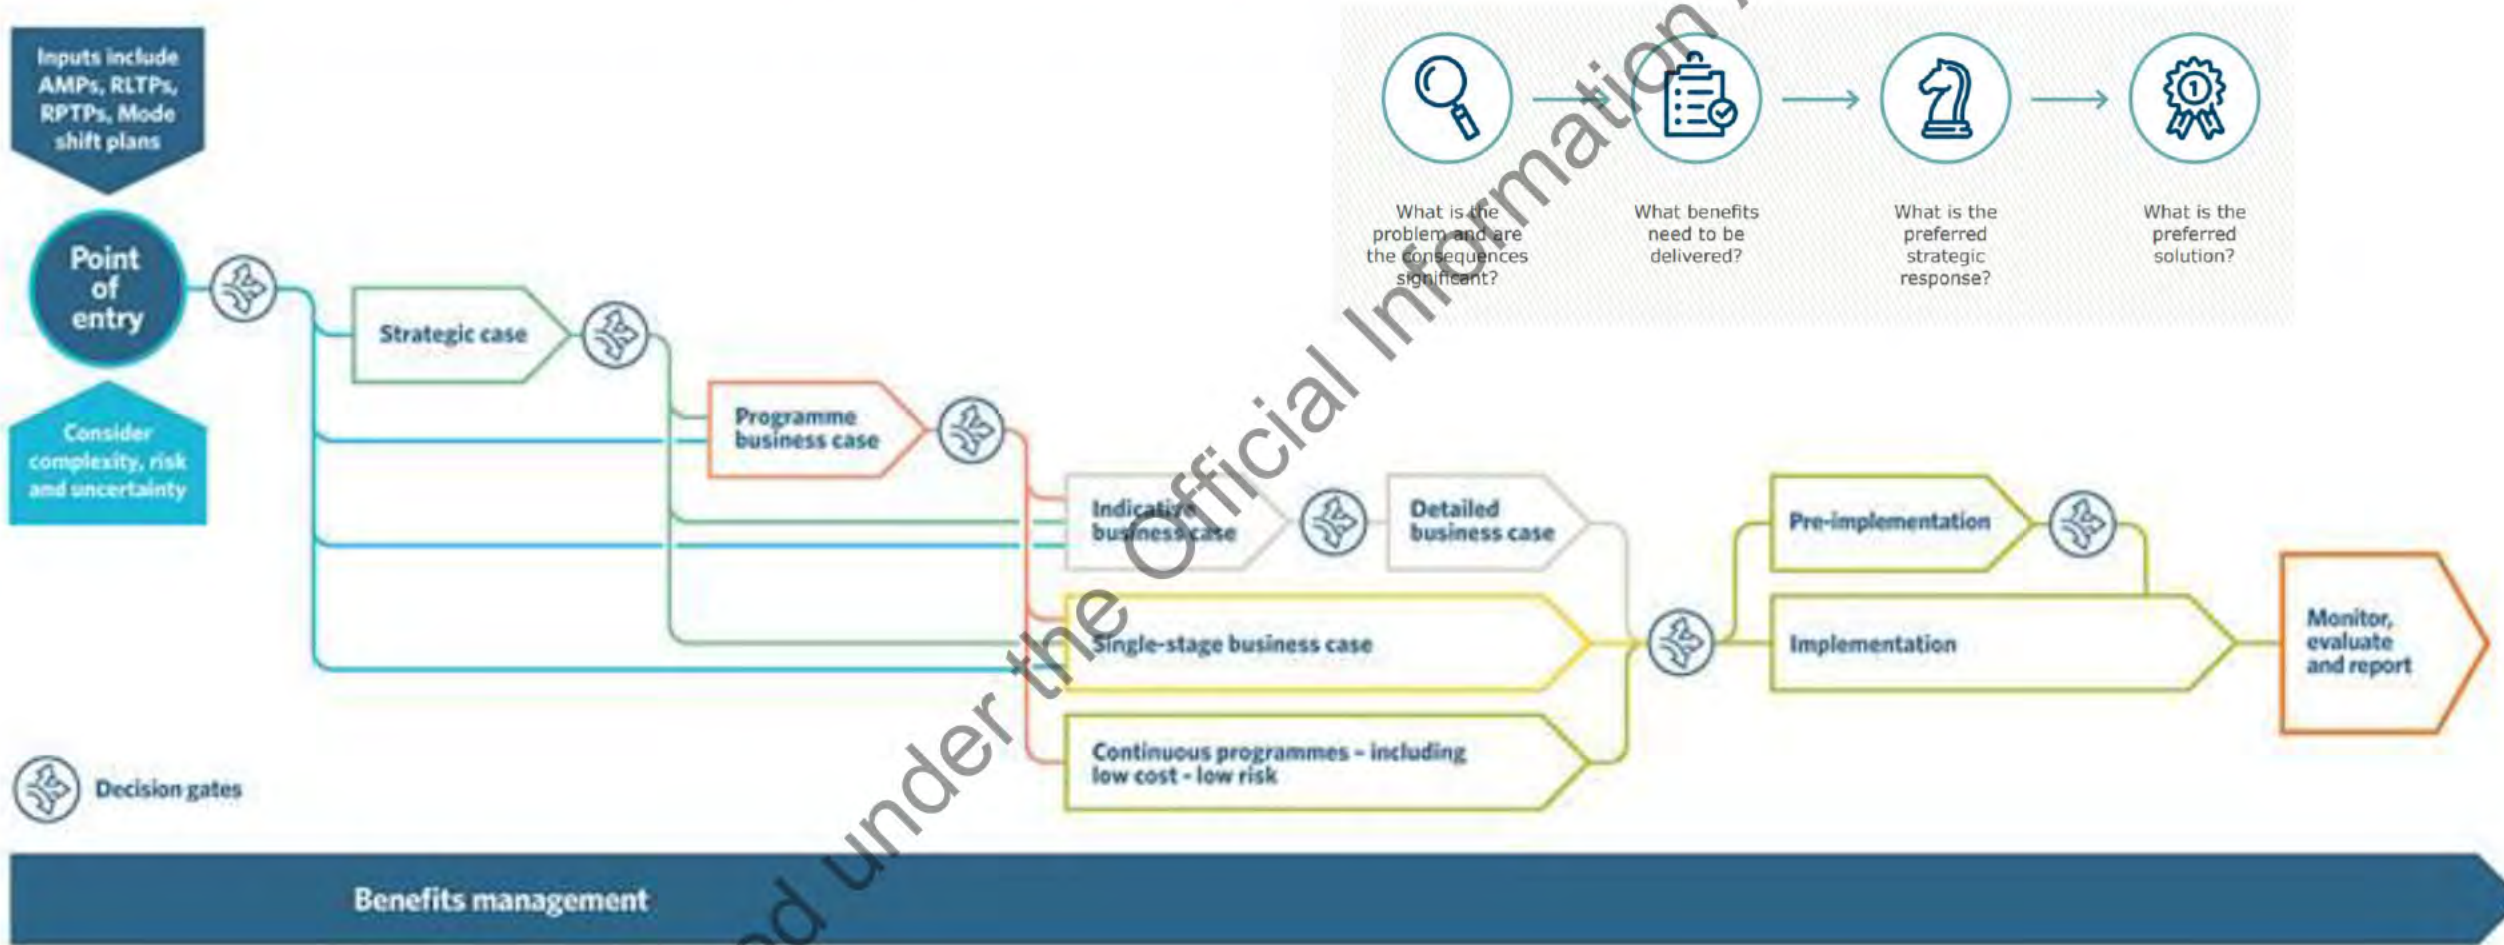 Inputs include
AMPs, RLTPs,
RPTPs, Mode
shift plans
Point
of
entry
Consider
complexity, risk
and uncertainty
Strategic case
Programme
business case
Indicative
business case
Detailed
business case
Single-stage business case
Continuous programmes – including
low cost - low risk
Pre-implementation
Implementation
Monitor,
evaluate
and report
What is the
problem and are
the consequences
significant?
What benefits
need to be
delivered?
What is the
preferred
strategic
response?
1
What is the
preferred
solution?
Decision gates
Benefits management
under the Official Information